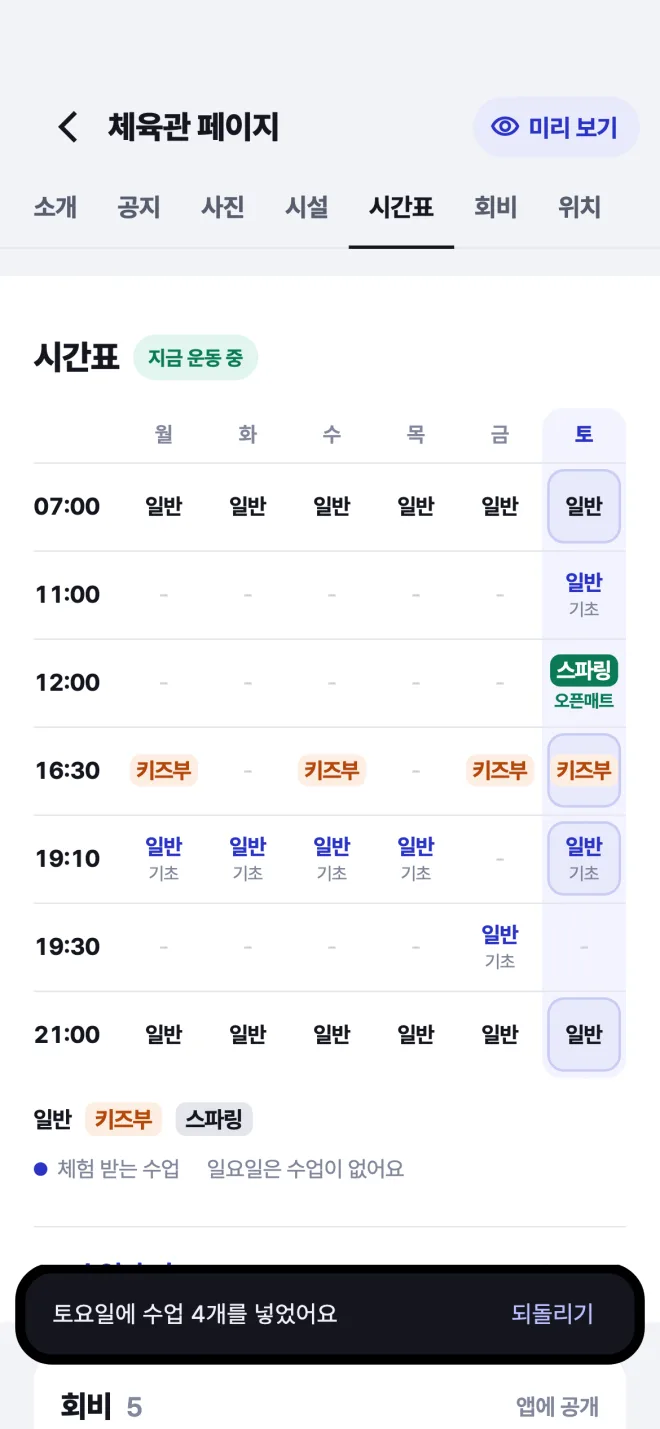 체육관 페이지
미리 보기
소개 공지 사진 시설 시간표 회비 위치
시간표 지금 운동 중
월 화 수 목 금 토
07:00 일반 일반 일반 일반 일반 일반
11:00 - - - - - 일반
기초
12:00 - - - - - 스파링
오픈매트
16:30 키즈부 - 키즈부 - 키즈부 키즈부
19:10 일반 일반 일반 일반 - 일반
기초 기초 기초 기초 기초
19:30 - - - - 일반 -
기초
21:00 일반 일반 일반 일반 일반 일반
일반 키즈부 스파링
체험 받는 수업 일요일은 수업이 없어요
토요일에 수업 4개를 넣었어요 되돌리기
회비 5 앱에 공개